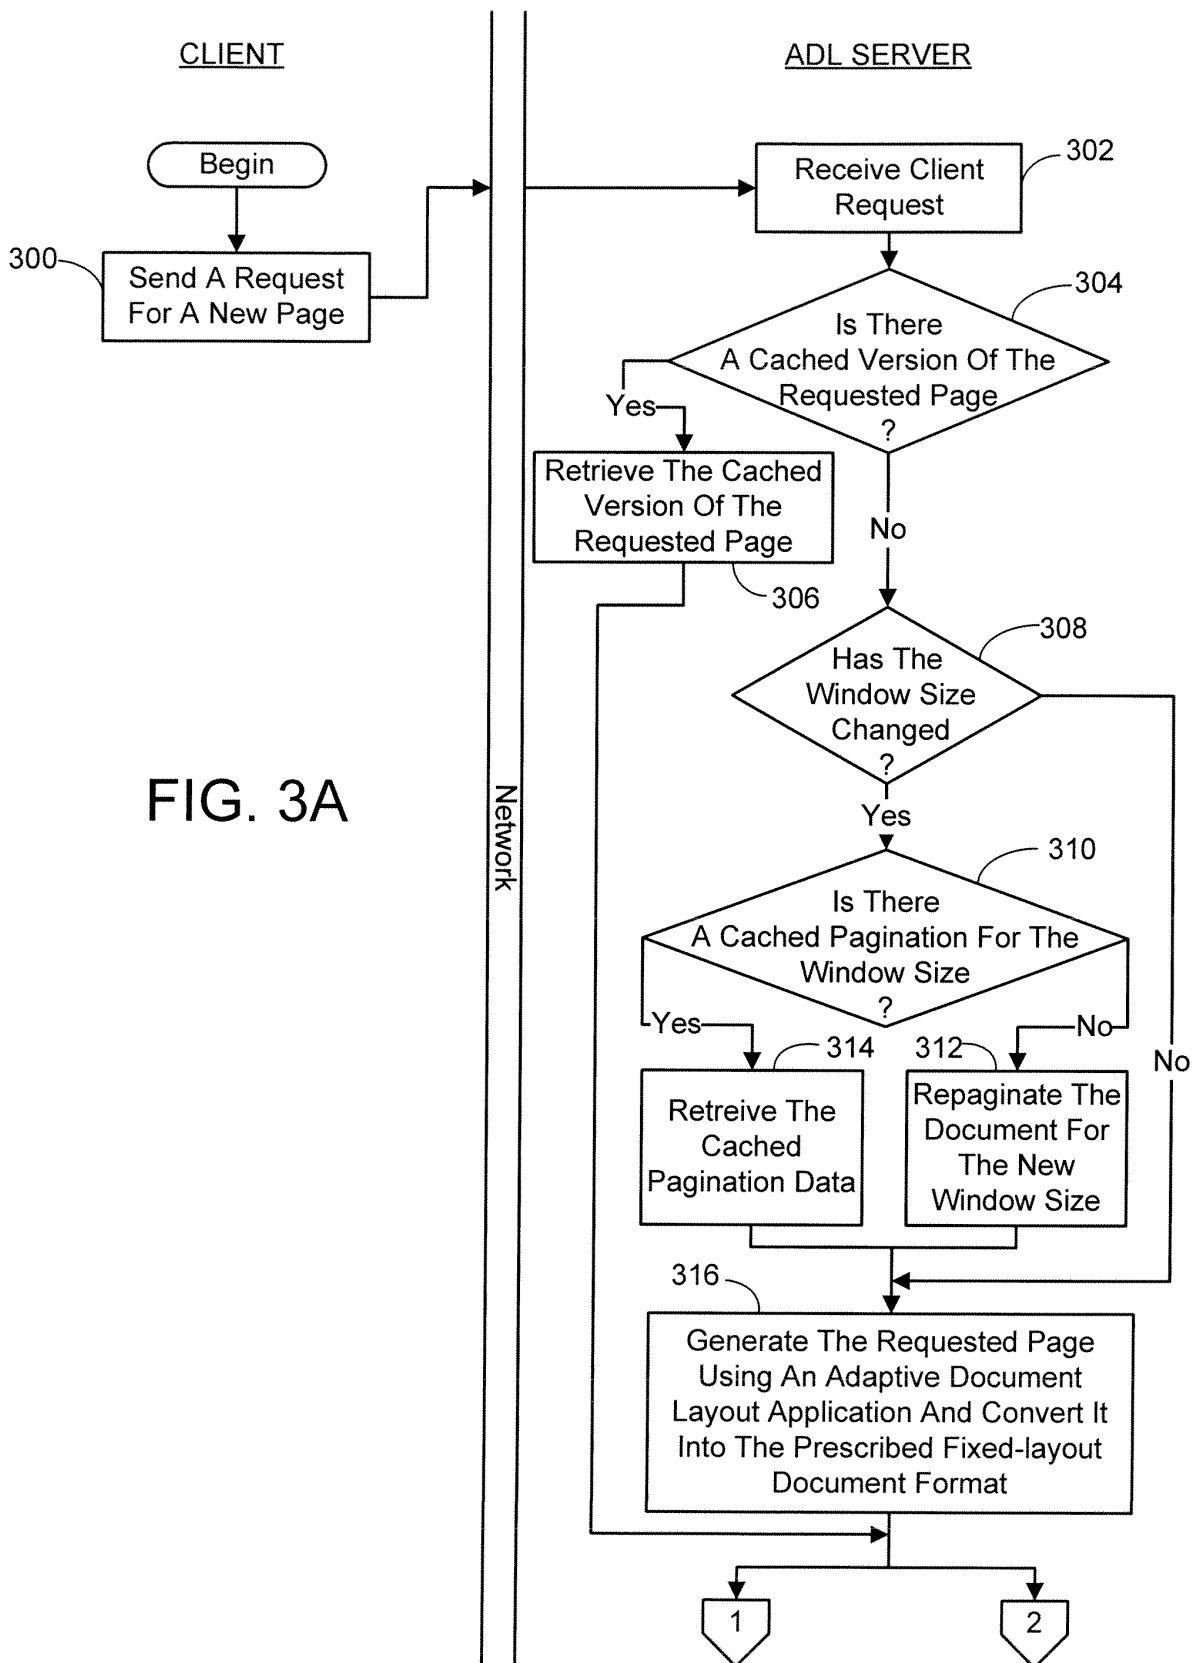 CLIENT
ADL SERVER
Begin
302
Receive Client
Request
300
Send A Request
For A New Page
304
Is There
A Cached Version Of The
Requested Page
?
Yes
Retrieve The Cached
Version Of The
Requested Page
No
306
308
Has The
Window Size
Changed
?
FIG. 3A
Network
Yes
310
Is There
A Cached Pagination For The
Window Size
?
Yes
No
314
312
No
Retreive The
Cached
Pagination Data
Repaginate The
Document For
The New
Window Size
316
Generate The Requested Page
Using An Adaptive Document
Layout Application And Convert It
Into The Prescribed Fixed-layout
Document Format
1
2